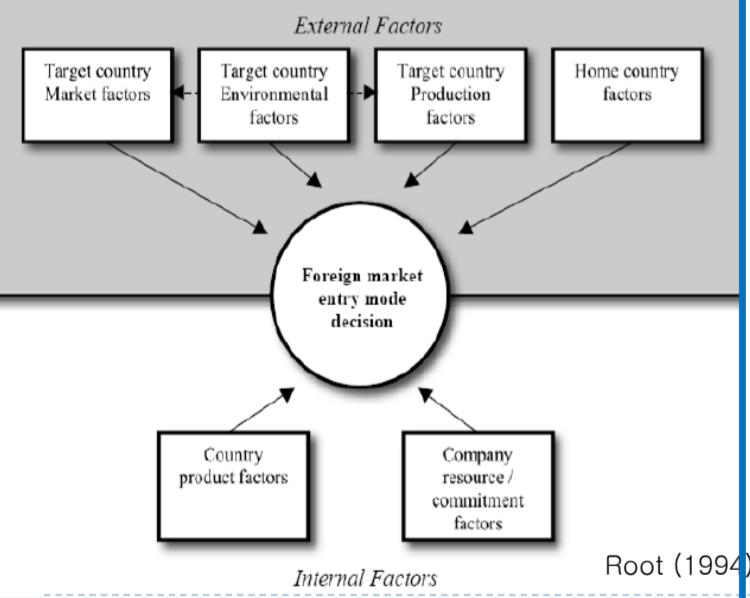 External Factors
Target country
Market factors
Target country
Environmental
factors
Target country
Production
factors
Home country
factors
Foreign market
entry mode
decision
Country
product factors
Company
resource /
commitment
factors
Root (1994)
Internal Factors